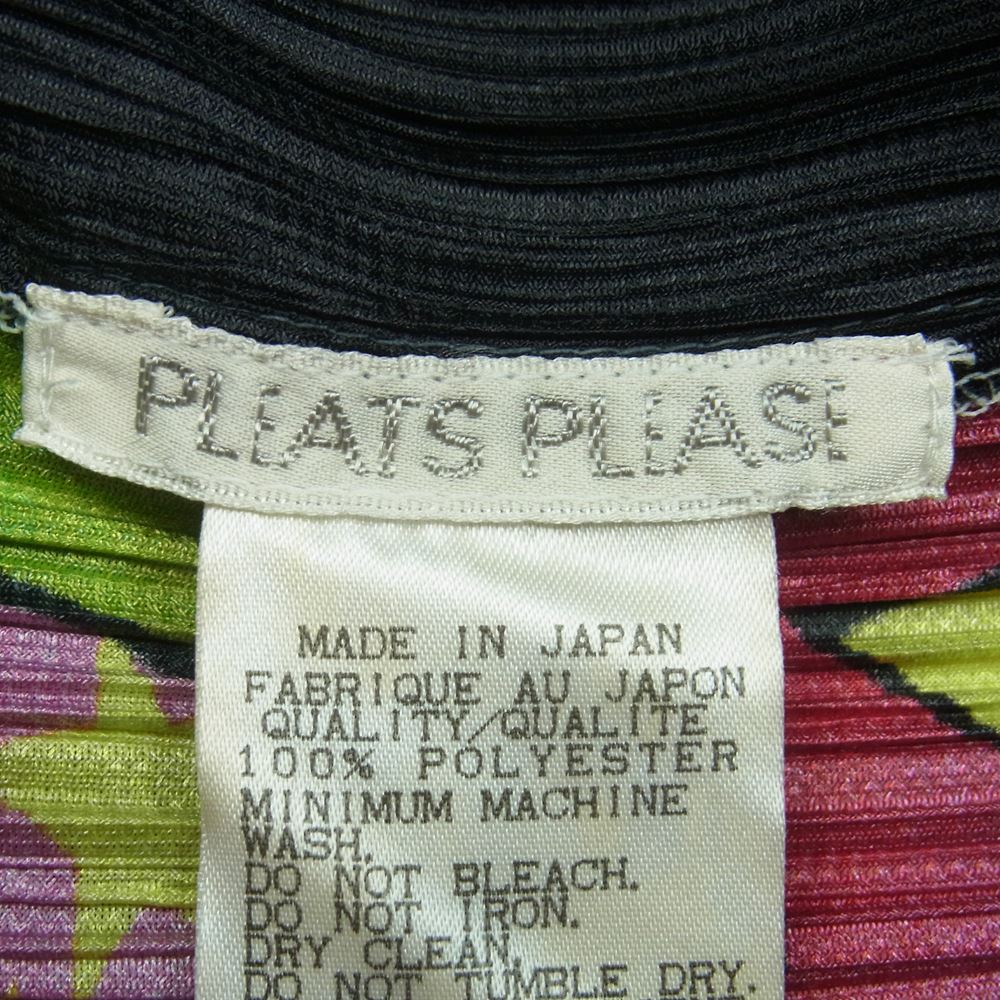 PLEATS PLEASE
MADE IN JAPAN
FABRIQUE AU JAPON
QUALITY/QUALITE
100% POLYESTER
MINIMUM MACHINE
WASH.
DO NOT BLEACH.
DO NOT IRON.
DRY CLEAN.
DO NOT TUMBLE DRY.